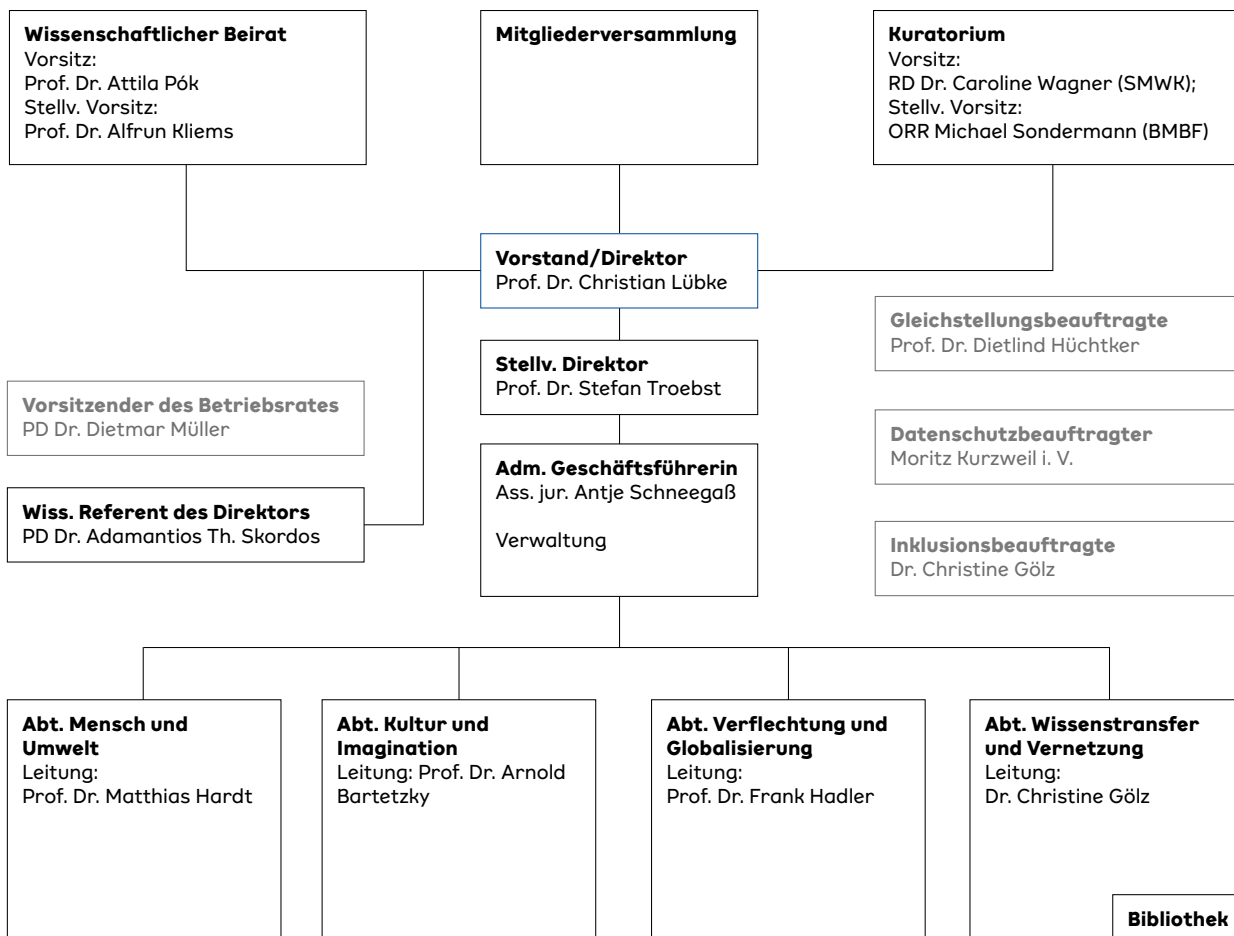 Wissenschaftlicher Beirat
Vorsitz:
Prof. Dr. Attila Pók
Stellv. Vorsitz:
Prof. Dr. Alfrun Kliems
Mitgliederversammlung
Kuratorium
Vorsitz:
RD Dr. Caroline Wagner (SMWK);
Stellv. Vorsitz:
ORR Michael Sondermann (BMBF)
Vorstand/Direktor
Prof. Dr. Christian Lübke
Gleichstellungsbeauftragte
Prof. Dr. Dietlind Hüchtker
Stellv. Direktor
Prof. Dr. Stefan Troebst
Vorsitzender des Betriebsrates
PD Dr. Dietmar Müller
Datenschutzbeauftragter
Moritz Kurzweil i. V.
Adm. Geschäftsführerin
Ass. jur. Antje Schneegaß
Verwaltung
Wiss. Referent des Direktors
PD Dr. Adamantios Th. Skordos
Inklusionsbeauftragte
Dr. Christine Gölz
Abt. Mensch und
Umwelt
Leitung:
Prof. Dr. Matthias Hardt
Abt. Kultur und
Imagination
Leitung: Prof. Dr. Arnold
Bartetzky
Abt. Verflechtung und
Globalisierung
Leitung:
Prof. Dr. Frank Hadler
Abt. Wissenstransfer
und Vernetzung
Leitung:
Dr. Christine Gölz
Bibliothek